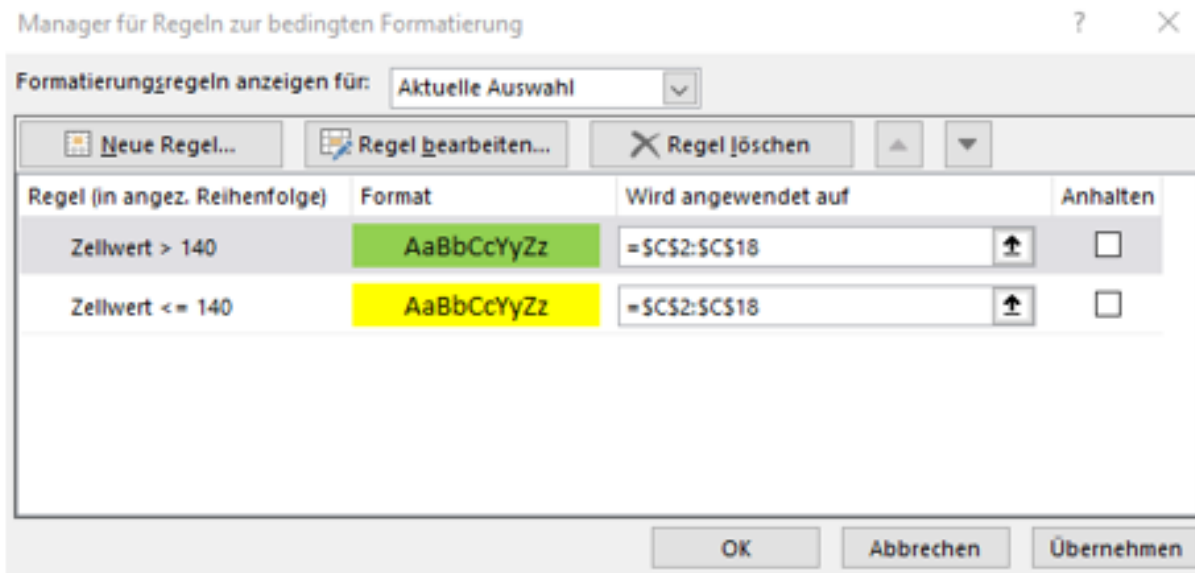 Manager für Regeln zur bedingten Formatierung ?
Formatierungsregeln anzeigen für: Aktuelle Auswahl
Neue Regel... Regel bearbeiten... Regel löschen
Regel (in angez. Reihenfolge) Format Wird angewendet auf Anhalten
Zellwert > 140 AaBbCcYyZz =$C$2:$C$18
Zellwert <= 140 AaBbCcYyZz =$C$2:$C$18
OK Abbrechen Übernehmen